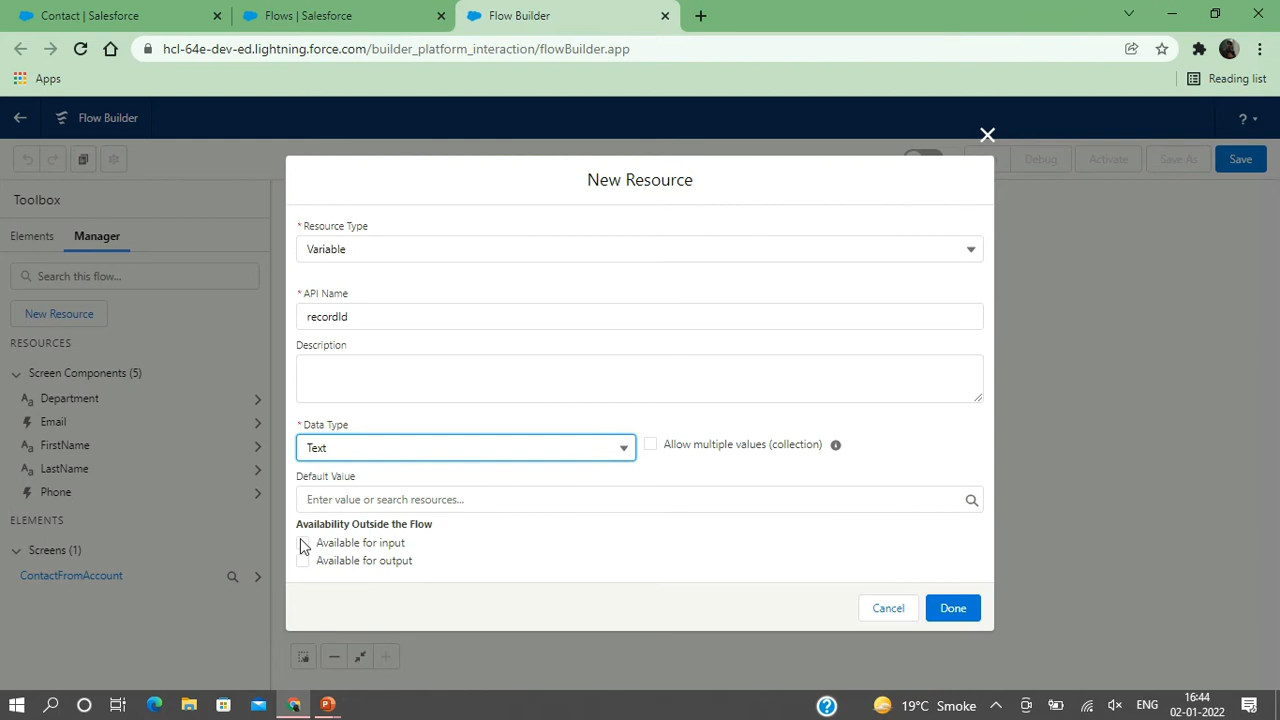 Contact | Salesforce
Flows | Salesforce
Flow Builder
hcl-64e-dev-ed.lightning.force.com/builder_platform_interaction/flowBuilder.app
Apps
Reading list
Flow Builder
?
Debug
Activate
Save As
Save
New Resource
Toolbox
Elements
Manager
Search this flow...
New Resource
RESOURCES
Screen Components (5)
Department
Email
FirstName
LastName
Phone
ELEMENTS
Screens (1)
ContactFromAccount
* Resource Type
Variable
* API Name
recordId
Description
* Data Type
Text
Allow multiple values (collection)
Default Value
Enter value or search resources...
Availability Outside the Flow
Available for input
Available for output
Cancel
Done
19°C Smoke
ENG
16:44
02-01-2022